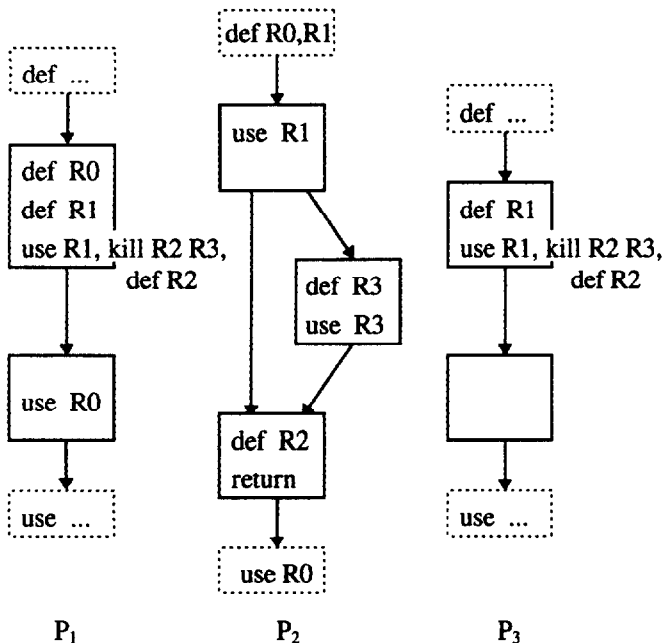 def ...
def R0
def R1
use R1, kill R2 R3,
def R2
use R0
use ...
P1
def R0,R1
use R1
def R3
use R3
def R2
return
use R0
P2
def ...
def R1
use R1, kill R2 R3,
def R2
use ...
P3